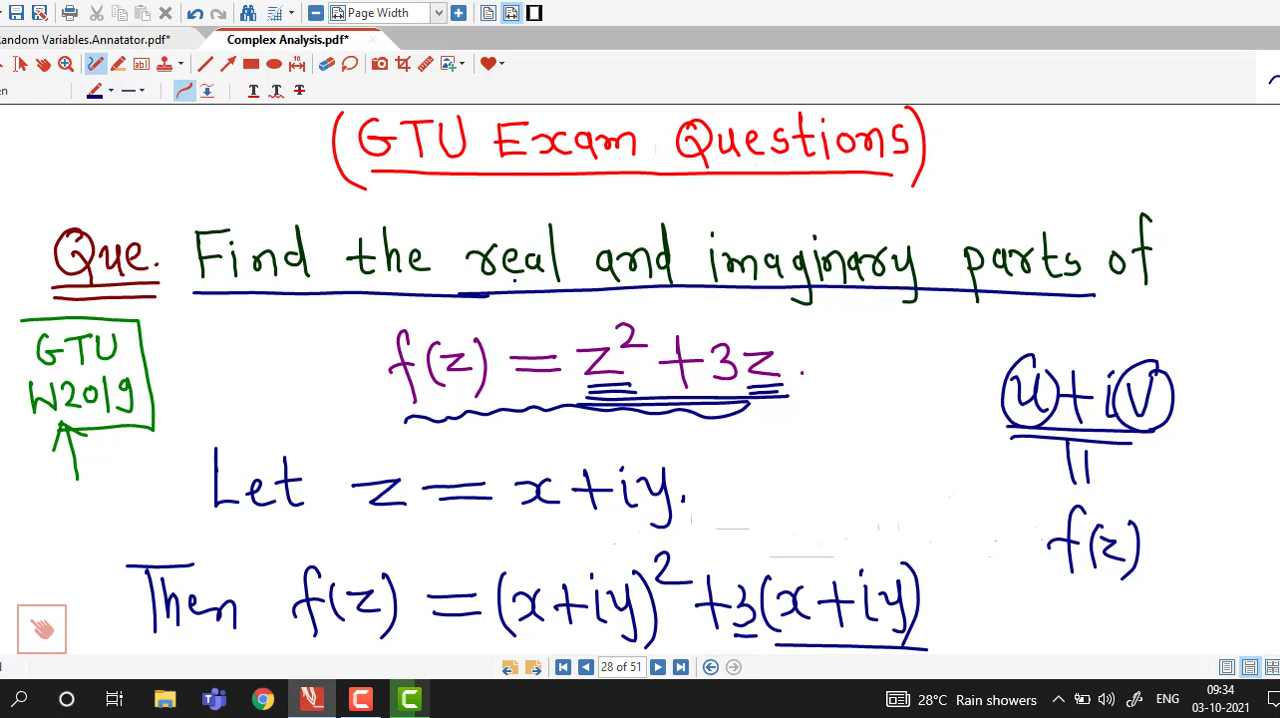 Page Width
Random Variables.Annatator.pdf*
Complex Analysis.pdf*
(GTU Exam Questions)
Que. Find the real and imaginary parts of
f(z) = z² + 3z.
GTU
W2019
u + iv
Let z = x + iy.
f(z)
Then f(z) = (x+iy)² + 3(x+iy)
28 of 51
28°C Rain showers
ENG
09:34
03-10-2021